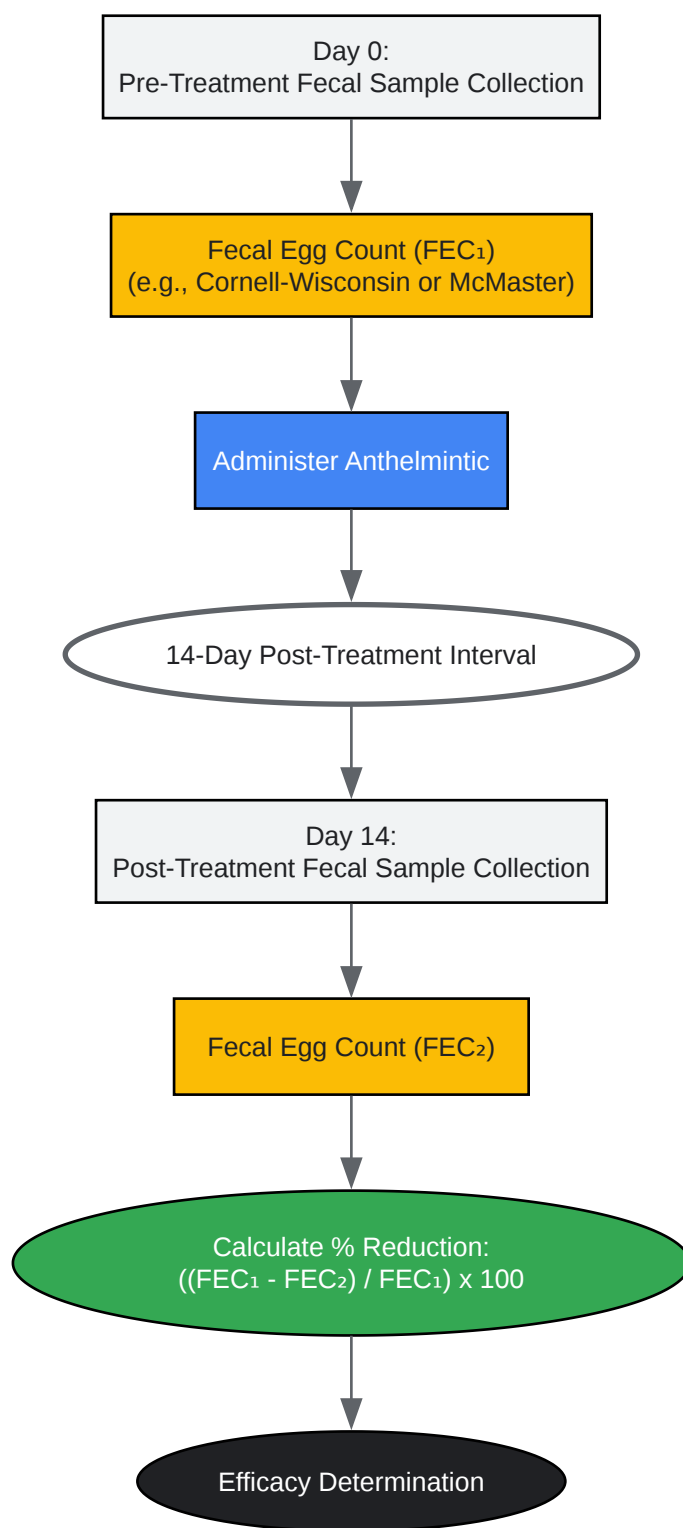 Day 0:
Pre-Treatment Fecal Sample Collection
Fecal Egg Count (FEC₁)
(e.g., Cornell-Wisconsin or McMaster)
Administer Anthelmintic
14-Day Post-Treatment Interval
Day 14:
Post-Treatment Fecal Sample Collection
Fecal Egg Count (FEC₂)
Calculate % Reduction:
((FEC₁ - FEC₂) / FEC₁) x 100
Efficacy Determination